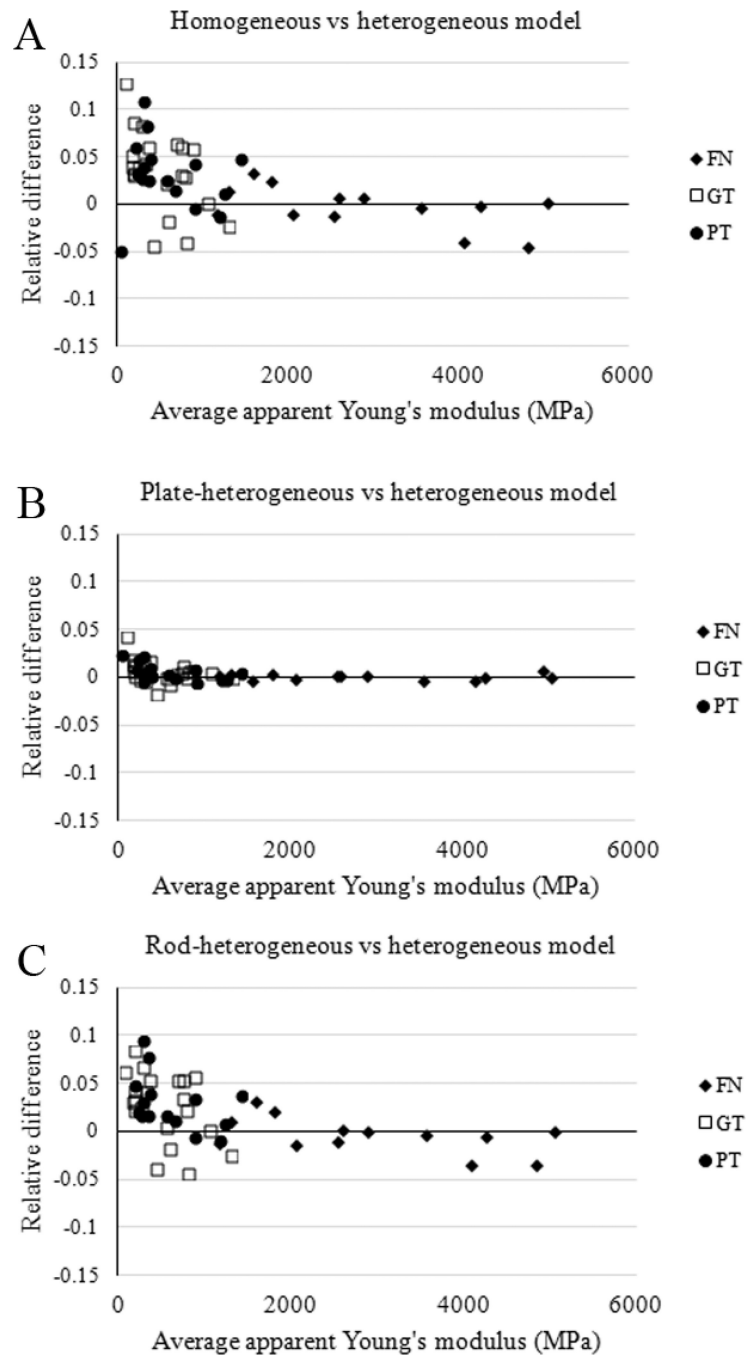 A
Homogeneous vs heterogeneous model
0.15
0.1
0.05
0
-0.05
-0.1
-0.15
Relative difference
0 2000 4000 6000
Average apparent Young's modulus (MPa)
FN
GT
PT
B
Plate-heterogeneous vs heterogeneous model
0.15
0.1
0.05
0
-0.05
-0.1
-0.15
Relative difference
0 2000 4000 6000
Average apparent Young's modulus (MPa)
FN
GT
PT
C
Rod-heterogeneous vs heterogeneous model
0.15
0.1
0.05
0
-0.05
-0.1
-0.15
Relative difference
0 2000 4000 6000
Average apparent Young's modulus (MPa)
FN
GT
PT